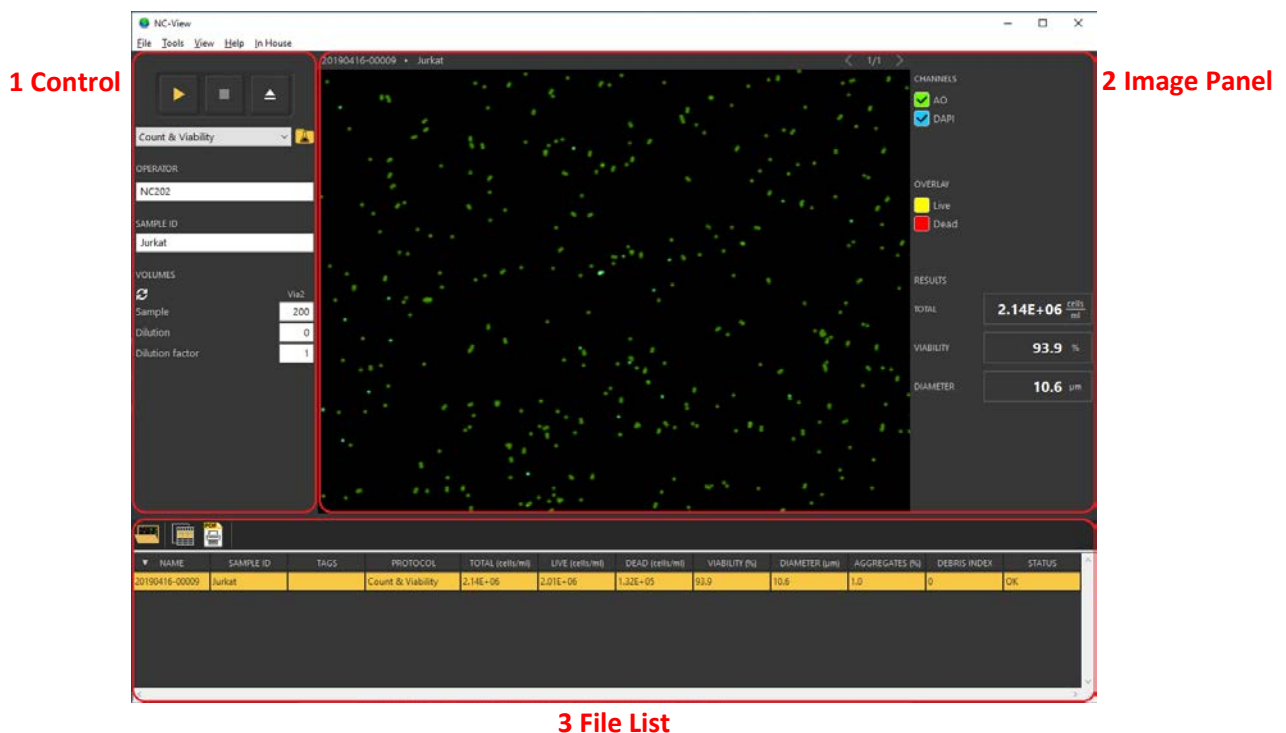 NC-View
File Tools View Help In House
1 Control
20190416-00009 • Jurkat
< 1/1 >
2 Image Panel
CHANNELS
AO
DAPI
Count & Viability
OPERATOR
NC202
SAMPLE ID
Jurkat
VOLUMES
Via2
Sample 200
Dilution 0
Dilution factor 1
OVERLAY
Live
Dead
RESULTS
TOTAL 2.14E+06 cells/ml
VIABILITY 93.9 %
DIAMETER 10.6 µm
PDF
NAME SAMPLE ID TAGS PROTOCOL TOTAL (cells/ml) LIVE (cells/ml) DEAD (cells/ml) VIABILITY (%) DIAMETER (µm) AGGREGATES (%) DEBRIS INDEX STATUS
20190416-00009 Jurkat Count & Viability 2.14E+06 2.01E+06 1.32E+05 93.9 10.6 1.0 0 OK
3 File List